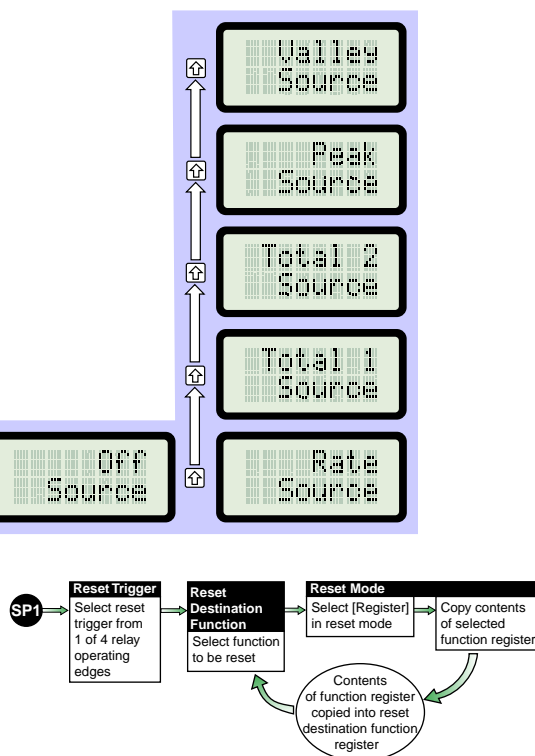 Valley
Source
Peak
Source
Total 2
Source
Total 1
Source
Off
Source
Rate
Source
SP1
Reset Trigger
Select reset
trigger from
1 of 4 relay
operating
edges
Reset
Destination
Function
Select function
to be reset
Reset Mode
Select [Register]
in reset mode
Copy contents
of selected
function register
Contents
of function register
copied into reset
destination function
register